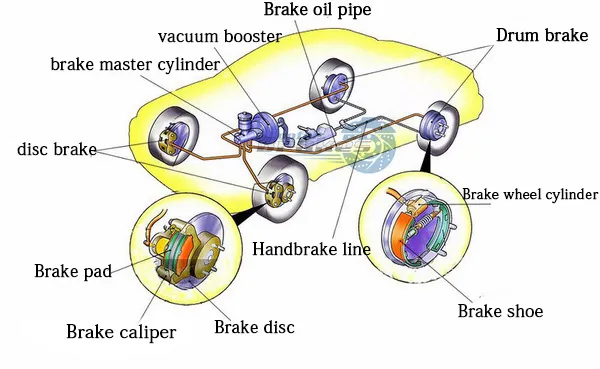 Brake oil pipe
vacuum booster
Drum brake
brake master cylinder
disc brake
Brake wheel cylinder
Handbrake line
Brake pad
Brake shoe
Brake caliper
Brake disc